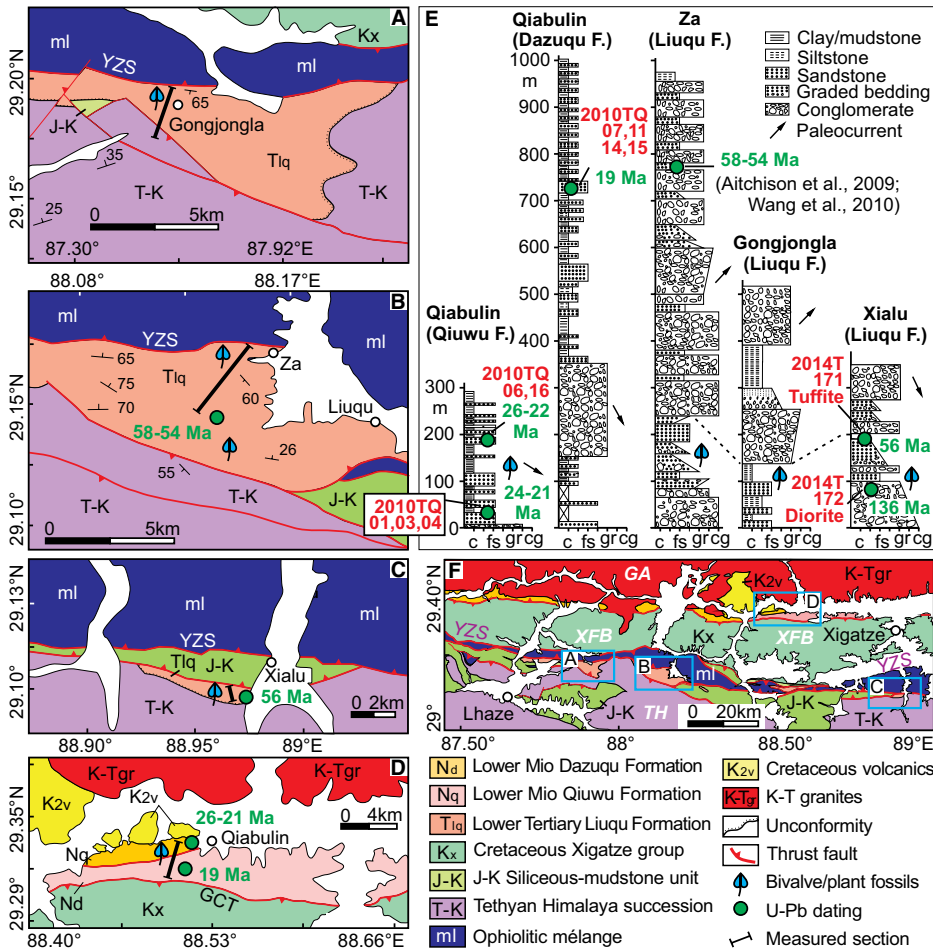 A
ml
Kx
YZS
ml
29.20°N
65
Gongjongla
J-K
Tlq
35
T-K
T-K
29.15°
25
0 5km
87.30° 87.92°E
88.08° 88.17°E
B
ml
YZS
ml
65
Za
Tlq
75
60
70
Liuqu
29.15°N
58-54 Ma
26
55
T-K
J-K
T-K
29.10°
0 5km
2010TQ
01,03,04
C
29.13°N
ml
ml
YZS
Tlq
J-K
Xialu
29.10°
T-K
56 Ma
0 2km
88.90° 88.95° 89°E
D
K-Tgr
K-Tgr
K2v
K2v
0 4km
29.35°N
26-21 Ma
Qiabulin
Nq
19 Ma
29.29°
Nd
GCT
Kx
88.40° 88.53° 88.66°E
E
Qiabulin
(Dazuqu F.)
Za
(Liuqu F.)
Clay/mudstone
Siltstone
Sandstone
Graded bedding
Conglomerate
Paleocurrent
1000
m
900
800
700
600
500
400
300
200
100
0
2010TQ
07,11
14,15
19 Ma
58-54 Ma
(Aitchison et al., 2009;
Wang et al., 2010)
Gongjongla
(Liuqu F.)
Qiabulin
(Qiuwu F.)
Xialu
(Liuqu F.)
300
m
200
100
0
2010TQ
06,16
26-22
Ma
24-21
Ma
2014T
171
Tuffite
56 Ma
2014T
172
Diorite
136 Ma
c fs grcg
c fs grcg
c fs grcg
c fs grcg
c fs grcg
F
GA
K2v
K-Tgr
29.40°N
D
YZS
XFB
Kx
XFB
Xigatze
A
B
YZS
ml
C
29°
Lhaze
J-K
TH
0 20km
J-K
T-K
87.50° 88° 88.50° 89°E
Nd Lower Mio Dazuqu Formation
Nq Lower Mio Qiuwu Formation
Tlq Lower Tertiary Liuqu Formation
Kx Cretaceous Xigatze group
J-K J-K Siliceous-mudstone unit
T-K Tethyan Himalaya succession
ml Ophiolitic mélange
K2v Cretaceous volcanics
K-Tgr K-T granites
Unconformity
Thrust fault
Bivalve/plant fossils
U-Pb dating
Measured section